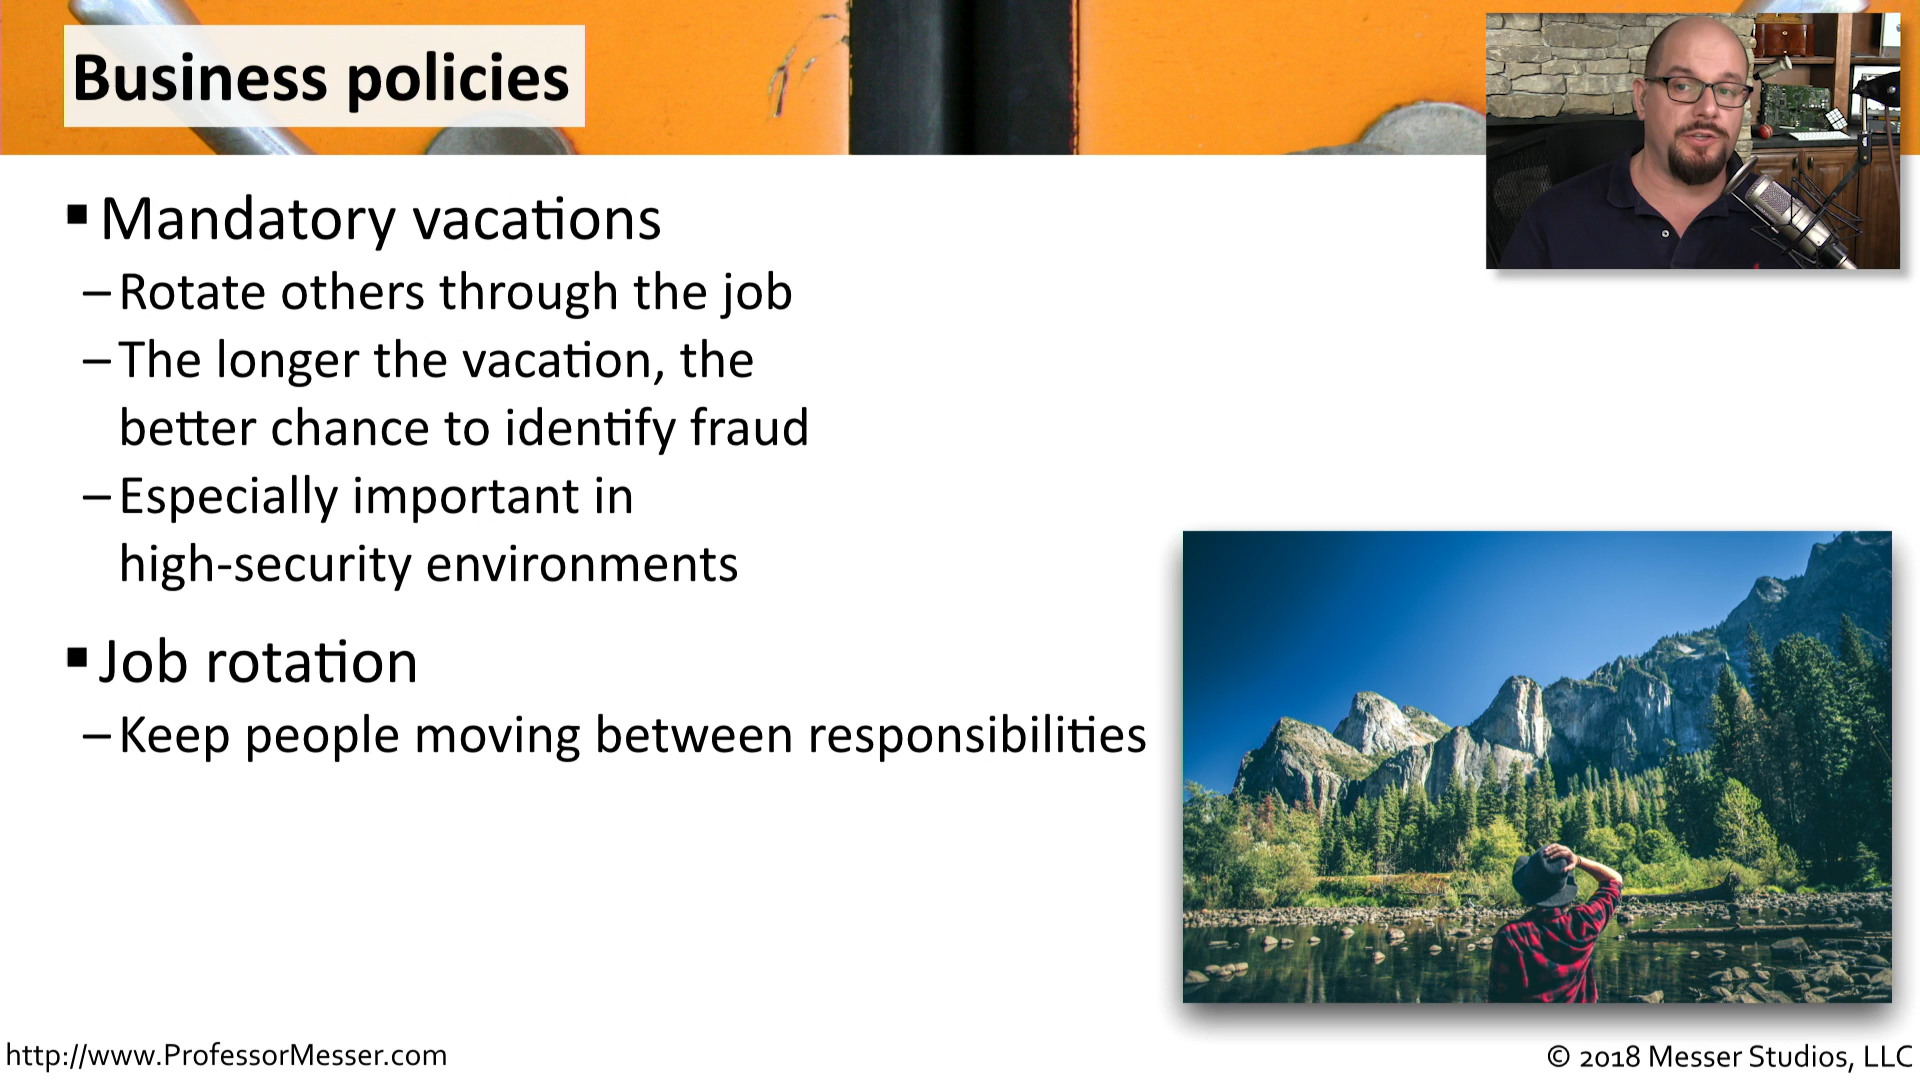 Business policies
▪ Mandatory vacations
– Rotate others through the job
– The longer the vacation, the
better chance to identify fraud
– Especially important in
high-security environments
▪ Job rotation
– Keep people moving between responsibilities
http://www.ProfessorMesser.com
© 2018 Messer Studios, LLC